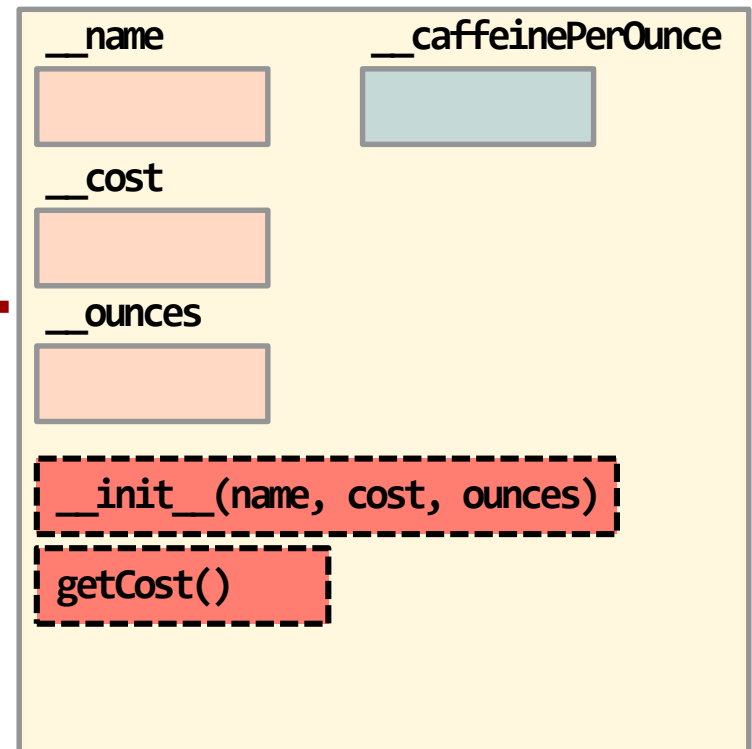 __name __caffeinePerOunce
__cost
__ounces
__init__(name, cost, ounces)
getCost()